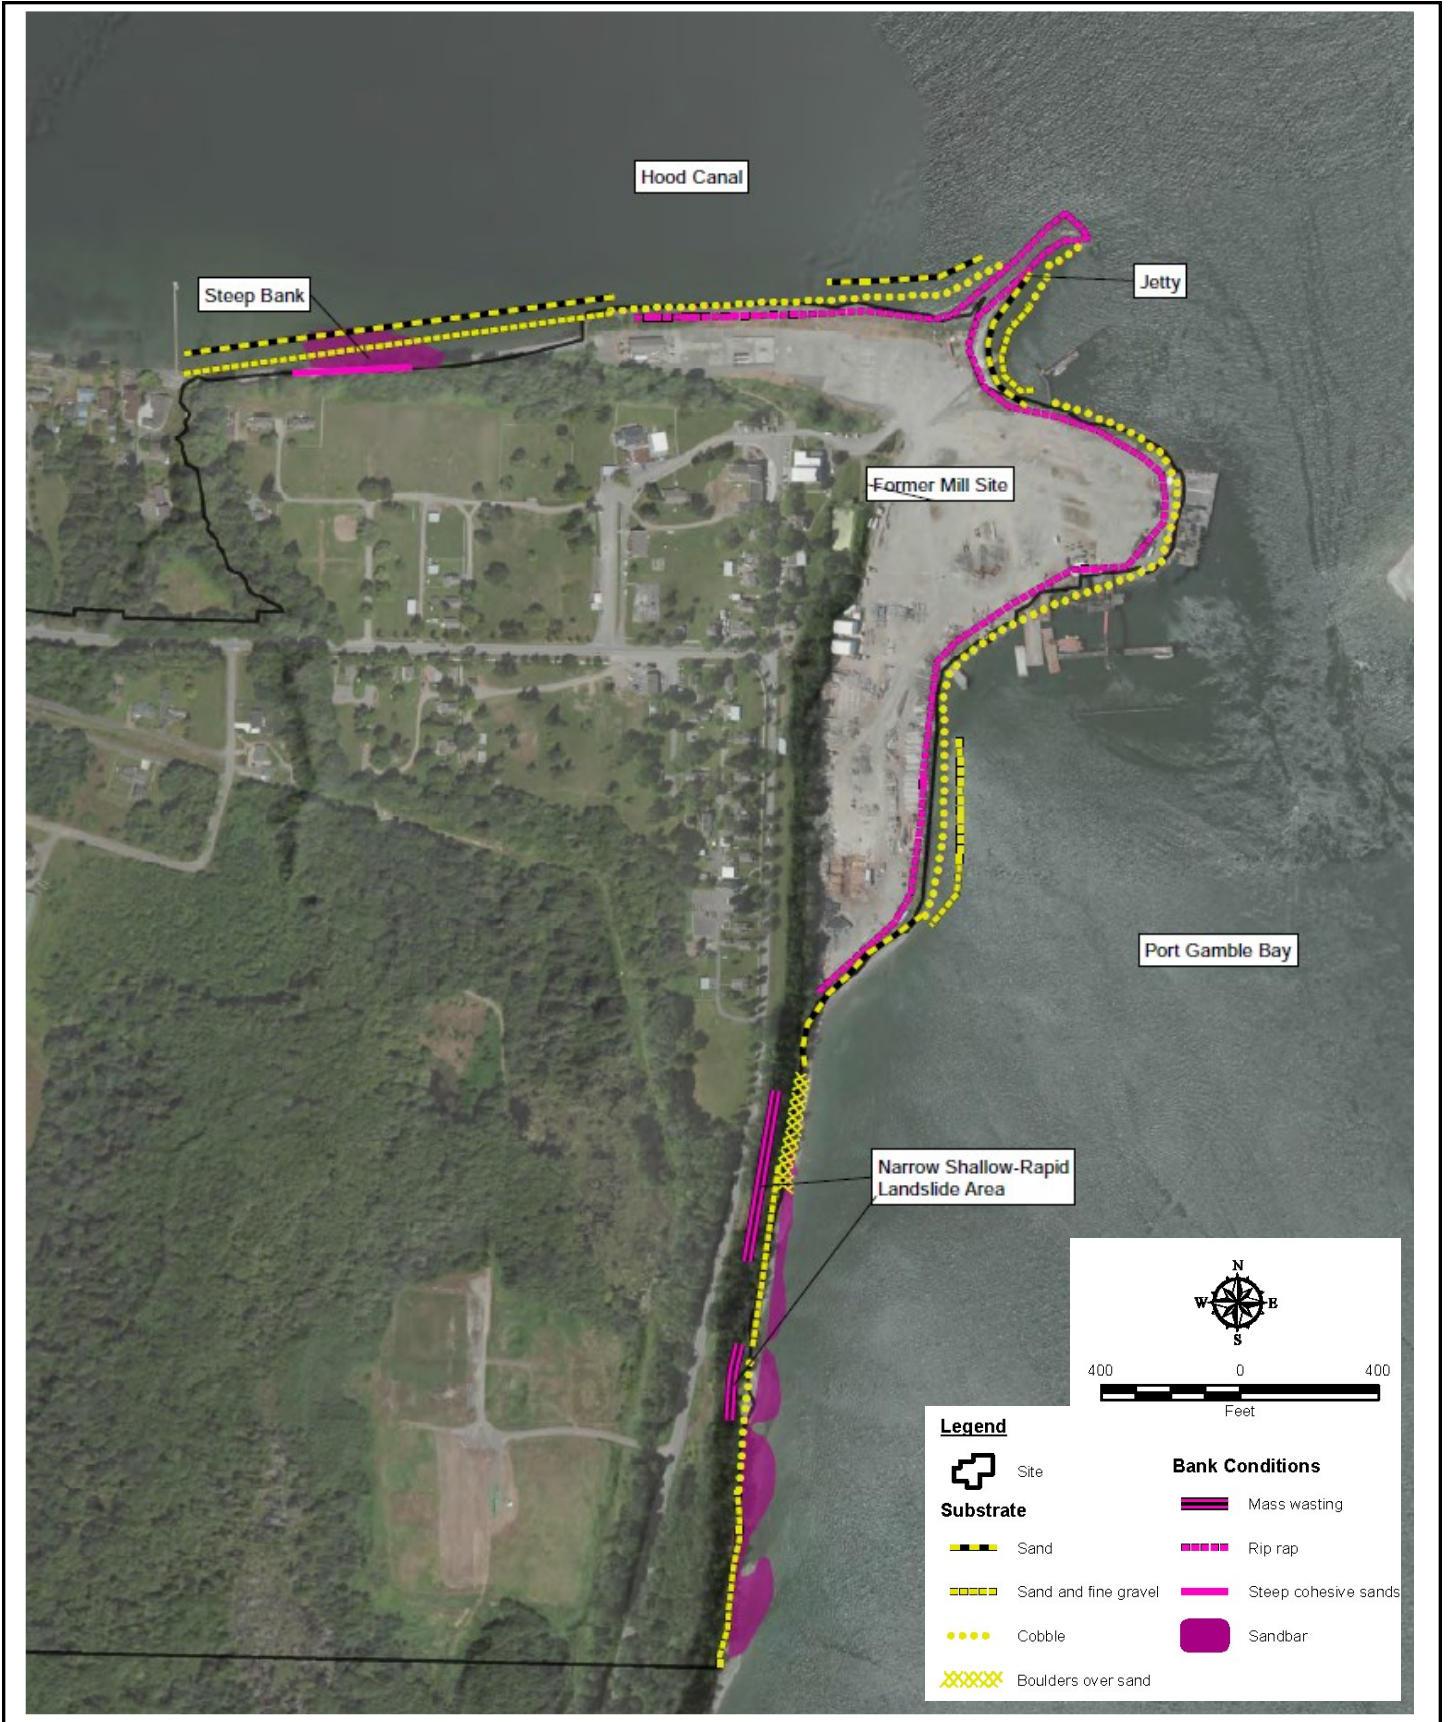 Hood Canal
Steep Bank
Jetty
Former Mill Site
Port Gamble Bay
Narrow Shallow-Rapid
Landslide Area
N
W E
S
400 0 400
Feet
Legend
Site
Substrate
Sand
Sand and fine gravel
Cobble
Boulders over sand
Bank Conditions
Mass wasting
Rip rap
Steep cohesive sands
Sandbar